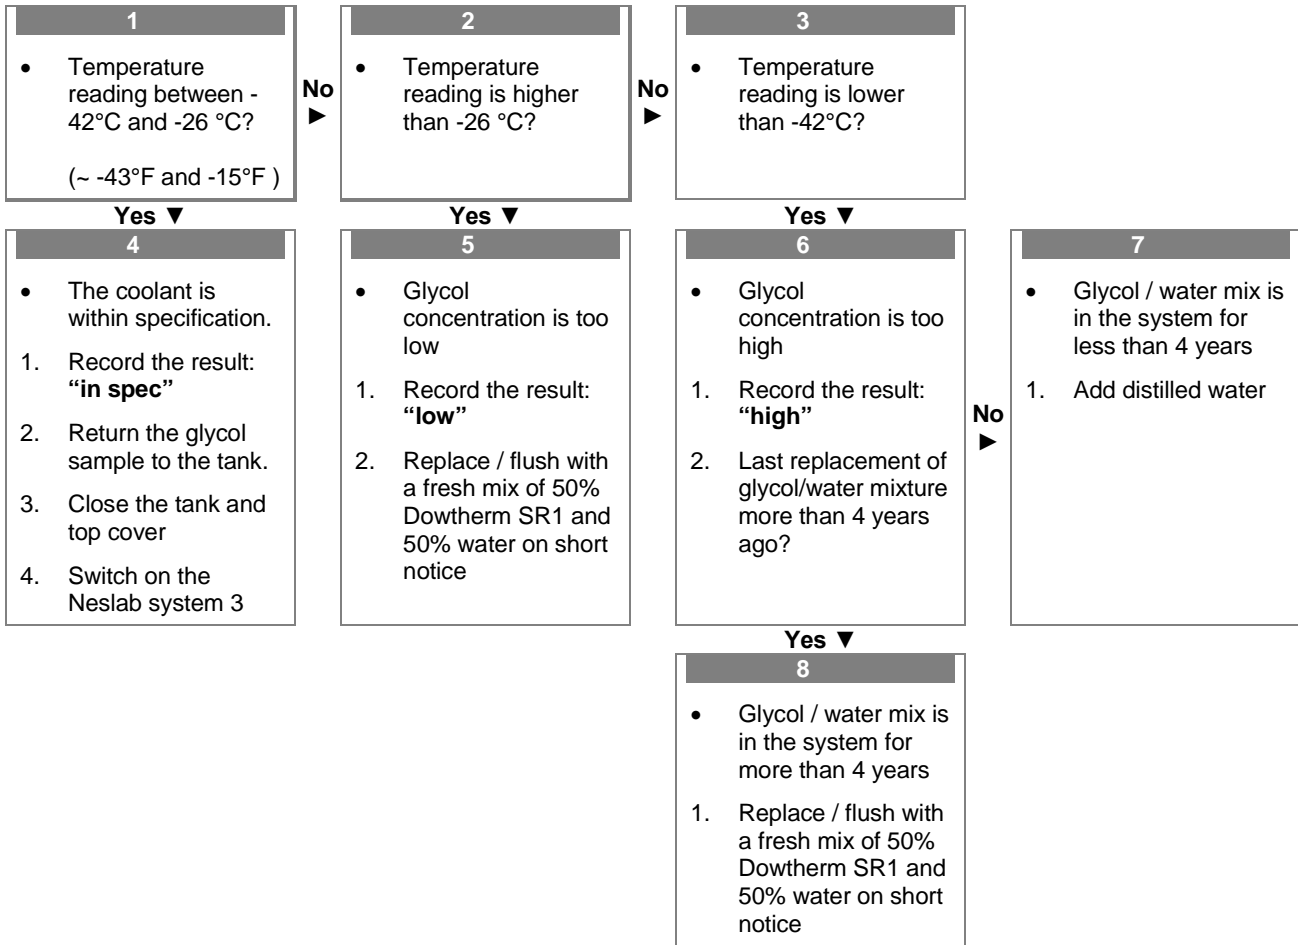 1
• Temperature
reading between -
42°C and -26 °C?
(~ -43°F and -15°F )
No
►
2
• Temperature
reading is higher
than -26 °C?
No
►
3
• Temperature
reading is lower
than -42°C?
Yes ▼
Yes ▼
Yes ▼
4
• The coolant is
within specification.
1. Record the result:
“in spec”
2. Return the glycol
sample to the tank.
3. Close the tank and
top cover
4. Switch on the
Neslab system 3
5
• Glycol
concentration is too
low
1. Record the result:
“low”
2. Replace / flush with
a fresh mix of 50%
Dowtherm SR1 and
50% water on short
notice
6
• Glycol
concentration is too
high
1. Record the result:
“high”
2. Last replacement of
glycol/water mixture
more than 4 years
ago?
No
►
7
• Glycol / water mix is
in the system for
less than 4 years
1. Add distilled water
Yes ▼
8
• Glycol / water mix is
in the system for
more than 4 years
1. Replace / flush with
a fresh mix of 50%
Dowtherm SR1 and
50% water on short
notice